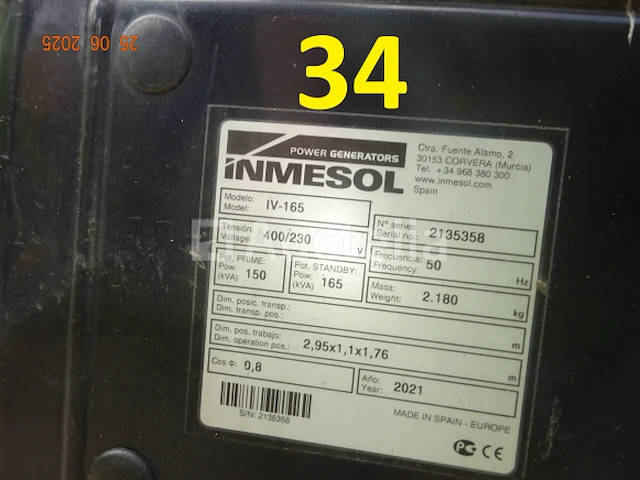 25 06 2025
34
POWER GENERATORS
INMESOL
Ctra. Fuente Alamo, 2
30153 CORVERA (Murcia)
Tel. +34 968 380 300
www.inmesol.com
Spain
Modelo:
Model: IV-165
Nº series:
Serial no.: 2135358
Tensión:
Voltage: 400/230 V
Frecuencia:
Frequency: 50 Hz
Pot. PRIME:
Pow:
(kVA) 150
Pot. STANDBY:
Pow:
(kVA) 165
Masa:
Weight: 2.180 kg
Dim. posic. transp.:
Dim. transp. pos.: m
Dim. pos. trabajo:
Dim. operation pos.: 2,95x1,1x1,76 m
Cos Φ: 0,8
Año:
Year: 2021
S/N: 2135358
MADE IN SPAIN - EUROPE
CE